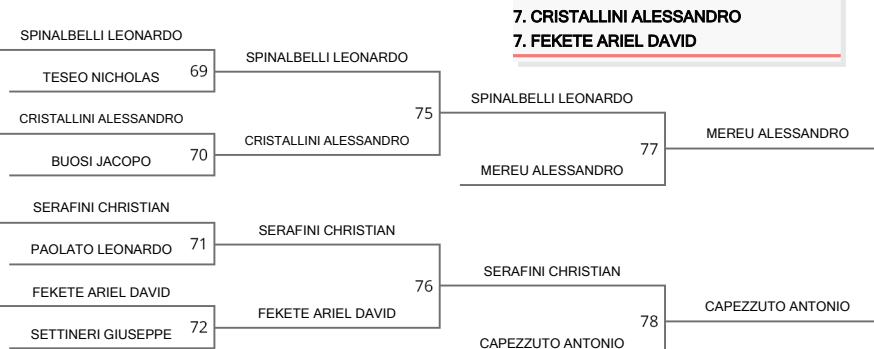 7. CRISTALLINI ALESSANDRO
7. FEKETE ARIEL DAVID
SPINALBELLI LEONARDO
TESEO NICHOLAS
69
SPINALBELLI LEONARDO
CRISTALLINI ALESSANDRO
BUOSI JACOPO
70
CRISTALLINI ALESSANDRO
75
SPINALBELLI LEONARDO
MEREU ALESSANDRO
77
MEREU ALESSANDRO
SERAFINI CHRISTIAN
PAOLATO LEONARDO
71
SERAFINI CHRISTIAN
FEKETE ARIEL DAVID
SETTINERI GIUSEPPE
72
FEKETE ARIEL DAVID
76
SERAFINI CHRISTIAN
CAPEZZUTO ANTONIO
78
CAPEZZUTO ANTONIO